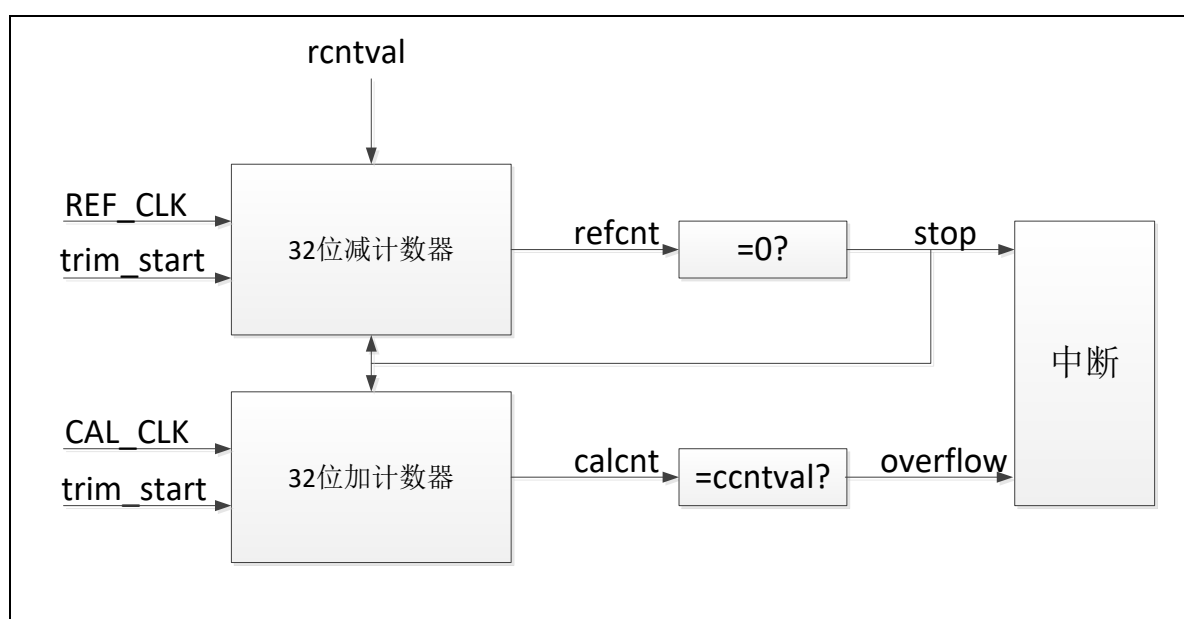 rcntval
REF_CLK
trim_start
32位减计数器
refcnt
=0?
stop
中断
CAL_CLK
trim_start
32位加计数器
calcnt
=ccntval?
overflow